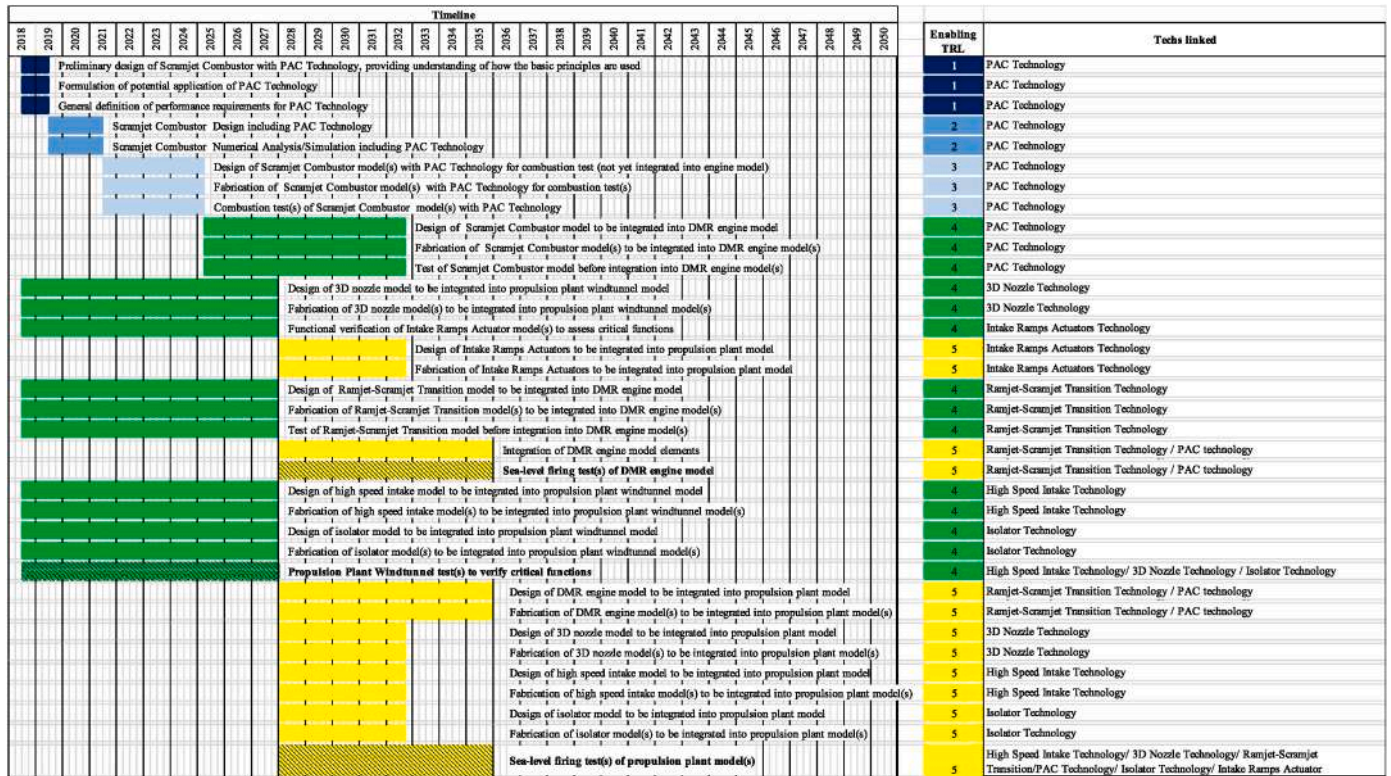 Timeline
2018 2019 2020 2021 2022 2023 2024 2025 2026 2027 2028 2029 2030 2031 2032 2033 2034 2035 2036 2037 2038 2039 2040 2041 2042 2043 2044 2045 2046 2047 2048 2049 2050 Enabling TRL Techs linked
Preliminary design of Scramjet Combustor with PAC Technology, providing understanding of how the basic principles are used 1 PAC Technology
Formulation of potential application of PAC Technology 1 PAC Technology
General definition of performance requirements for PAC Technology 1 PAC Technology
Scramjet Combustor Design including PAC Technology 2 PAC Technology
Scramjet Combustor Numerical Analysis/Simulation including PAC Technology 2 PAC Technology
Design of Scramjet Combustor model(s) with PAC Technology for combustion test (not yet integrated into engine model) 3 PAC Technology
Fabrication of Scramjet Combustor model(s) with PAC Technology for combustion test(s) 3 PAC Technology
Combustion test(s) of Scramjet Combustor model(s) with PAC Technology 3 PAC Technology
Design of Scramjet Combustor model to be integrated into DMR engine model 4 PAC Technology
Fabrication of Scramjet Combustor model(s) to be integrated into DMR engine model(s) 4 PAC Technology
Test of Scramjet Combustor model before integration into DMR engine model(s) 4 PAC Technology
Design of 3D nozzle model to be integrated into propulsion plant windtunnel model 4 3D Nozzle Technology
Fabrication of 3D nozzle model(s) to be integrated into propulsion plant windtunnel model(s) 4 3D Nozzle Technology
Functional verification of Intake Ramps Actuator model(s) to assess critical functions 4 Intake Ramps Actuators Technology
Design of Intake Ramps Actuators to be integrated into propulsion plant model 5 Intake Ramps Actuators Technology
Fabrication of Intake Ramps Actuators to be integrated into propulsion plant model(s) 5 Intake Ramps Actuators Technology
Design of Ramjet-Scramjet Transition model to be integrated into DMR engine model 4 Ramjet-Scramjet Transition Technology
Fabrication of Ramjet-Scramjet Transition model(s) to be integrated into DMR engine model(s) 4 Ramjet-Scramjet Transition Technology
Test of Ramjet-Scramjet Transition model before integration into DMR engine model(s) 4 Ramjet-Scramjet Transition Technology
Integration of DMR engine model elements 5 Ramjet-Scramjet Transition Technology / PAC technology
Sea-level firing test(s) of DMR engine model 5 Ramjet-Scramjet Transition Technology / PAC technology
Design of high speed intake model to be integrated into propulsion plant windtunnel model 4 High Speed Intake Technology
Fabrication of high speed intake model(s) to be integrated into propulsion plant windtunnel model(s) 4 High Speed Intake Technology
Design of isolator model to be integrated into propulsion plant windtunnel model 4 Isolator Technology
Fabrication of isolator model(s) to be integrated into propulsion plant windtunnel model(s) 4 Isolator Technology
Propulsion Plant Windtunnel test(s) to verify critical functions 4 High Speed Intake Technology/ 3D Nozzle Technology / Isolator Technology
Design of DMR engine model to be integrated into propulsion plant model 5 Ramjet-Scramjet Transition Technology / PAC technology
Fabrication of DMR engine model(s) to be integrated into propulsion plant model(s) 5 Ramjet-Scramjet Transition Technology / PAC technology
Design of 3D nozzle model to be integrated into propulsion plant model 5 3D Nozzle Technology
Fabrication of 3D nozzle model(s) to be integrated into propulsion plant model(s) 5 3D Nozzle Technology
Design of high speed intake model to be integrated into propulsion plant model 5 High Speed Intake Technology
Fabrication of high speed intake model(s) to be integrated into propulsion plant model(s) 5 High Speed Intake Technology
Design of isolator model to be integrated into propulsion plant model 5 Isolator Technology
Fabrication of isolator model(s) to be integrated into propulsion plant model(s) 5 Isolator Technology
Sea-level firing test(s) of propulsion plant model(s) 5 High Speed Intake Technology/ 3D Nozzle Technology/ Ramjet-Scramjet
Transition/PAC Technology/ Isolator Technology/ Intake Ramps Actuator